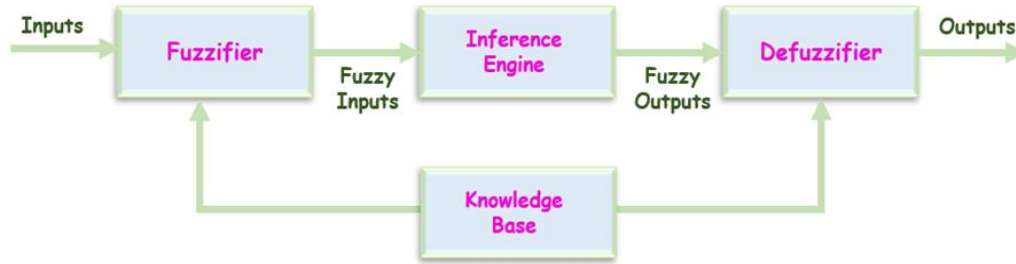 Inputs
Fuzzifier
Fuzzy
Inputs
Inference
Engine
Fuzzy
Outputs
Defuzzifier
Outputs
Knowledge
Base